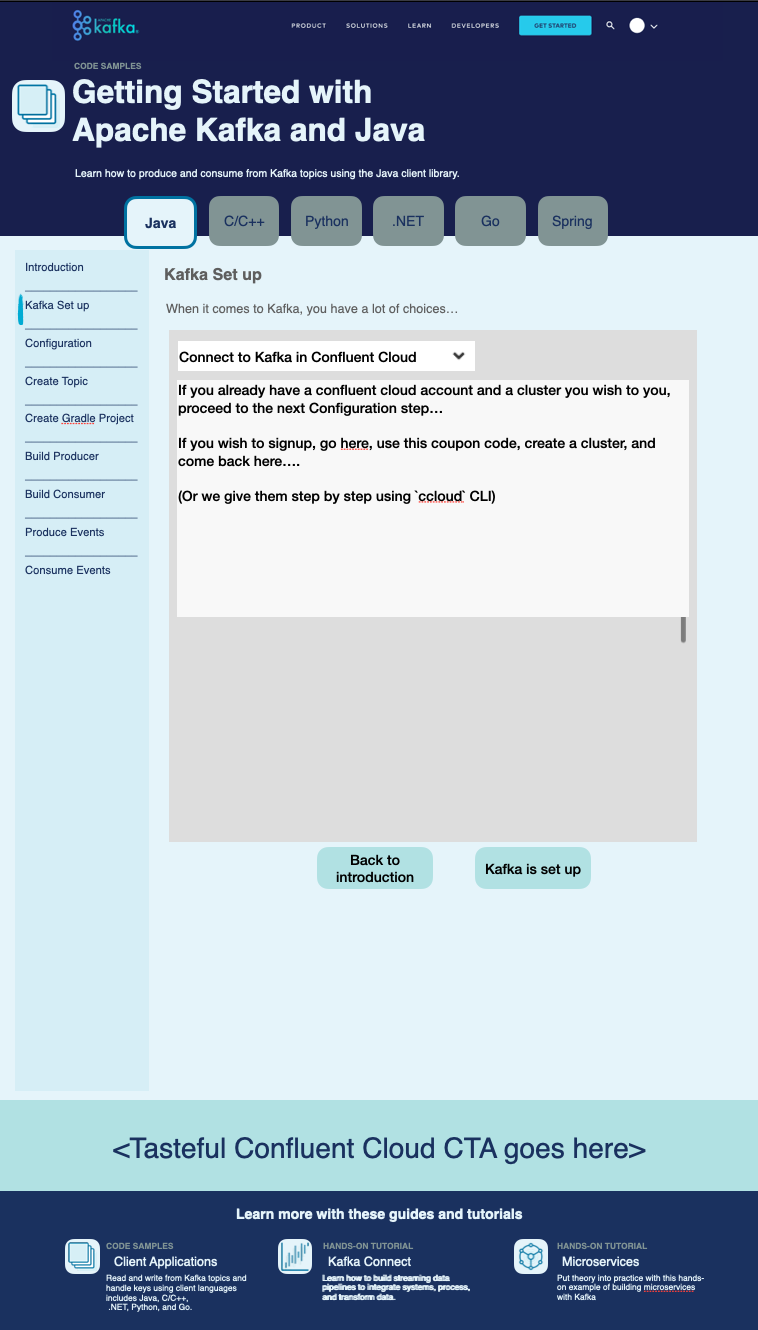 kafka
PRODUCT
SOLUTIONS
LEARN
DEVELOPERS
GET STARTED
CODE SAMPLES
Getting Started with
Apache Kafka and Java
Learn how to produce and consume from Kafka topics using the Java client library.
Java
C/C++
Python
.NET
Go
Spring
Introduction
Kafka Set up
Configuration
Create Topic
Create Gradle Project
Build Producer
Build Consumer
Produce Events
Consume Events
Kafka Set up
When it comes to Kafka, you have a lot of choices…
Connect to Kafka in Confluent Cloud
If you already have a confluent cloud account and a cluster you wish to you,
proceed to the next Configuration step…
If you wish to signup, go here, use this coupon code, create a cluster, and
come back here….
(Or we give them step by step using `ccloud` CLI)
Back to
introduction
Kafka is set up
<Tasteful Confluent Cloud CTA goes here>
Learn more with these guides and tutorials
CODE SAMPLES
Client Applications
Read and write from Kafka topics and
handle keys using client languages
includes Java, C/C++,
.NET, Python, and Go.
HANDS-ON TUTORIAL
Kafka Connect
Learn how to build streaming data
pipelines to integrate systems, process,
and transform data.
HANDS-ON TUTORIAL
Microservices
Put theory into practice with this hands-
on example of building microservices
with Kafka